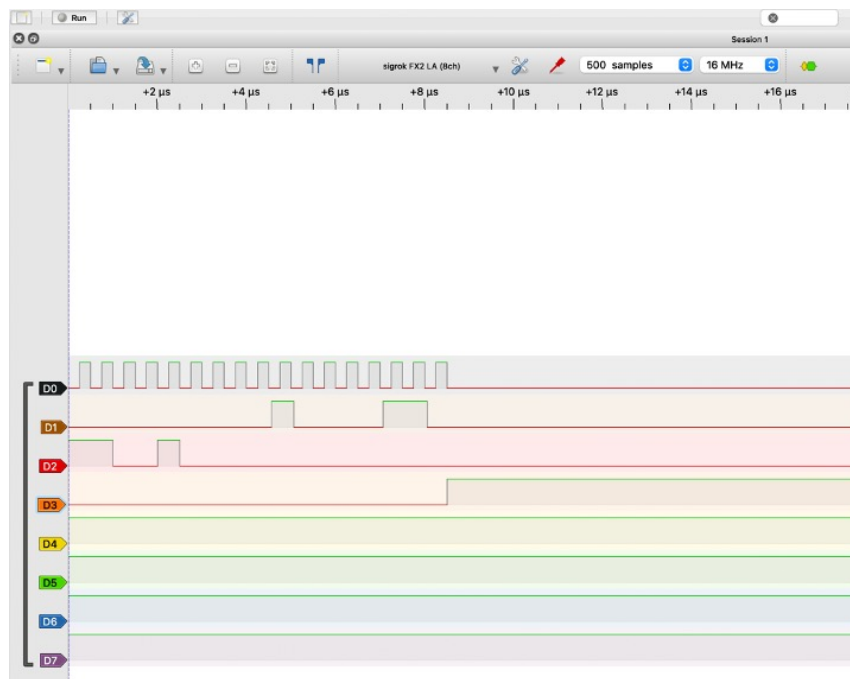 Run
Session 1
sigrok FX2 LA (8ch)
500 samples
16 MHz
+2 µs +4 µs +6 µs +8 µs +10 µs +12 µs +14 µs +16 µs
D0
D1
D2
D3
D4
D5
D6
D7